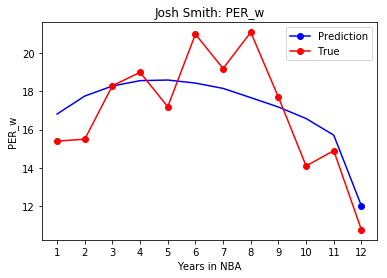 Josh Smith: PER_w
Prediction
True
PER_w
20
18
16
14
12
1 2 3 4 5 6 7 8 9 10 11 12
Years in NBA